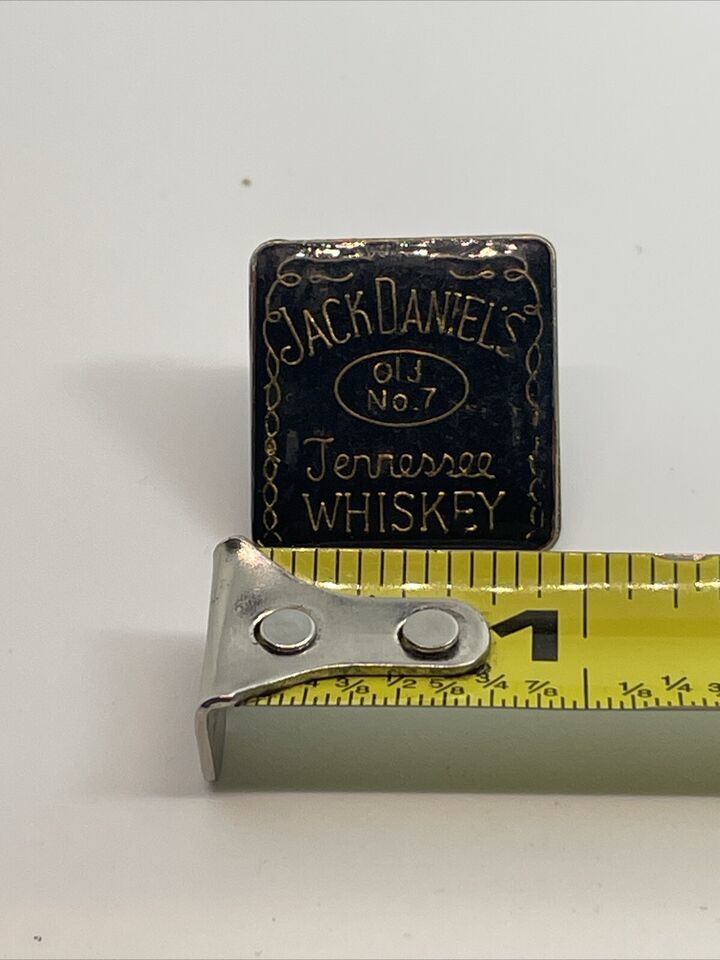 JACK DANIEL'S
Old
No.7
Tennessee
WHISKEY
1
3/8 1/2 5/8 3/4 7/8 1/8 1/4